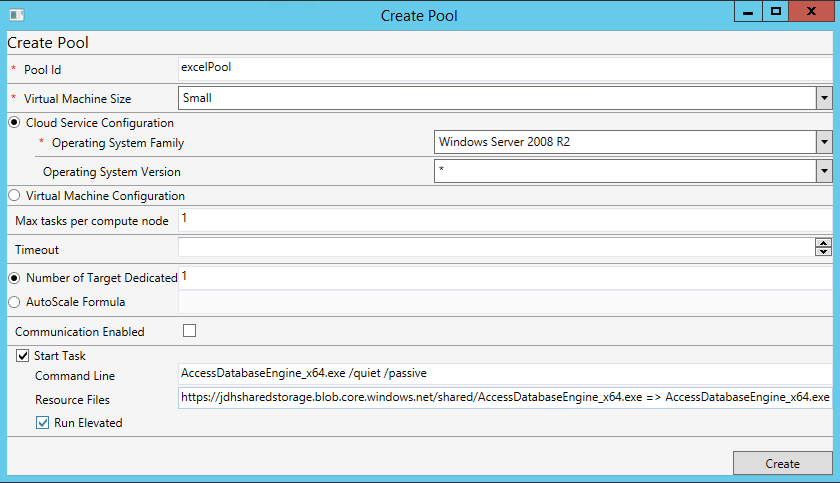 Create Pool
Create Pool
* Pool Id excelPool
* Virtual Machine Size Small
Cloud Service Configuration
* Operating System Family Windows Server 2008 R2
Operating System Version *
Virtual Machine Configuration
Max tasks per compute node 1
Timeout
Number of Target Dedicated 1
AutoScale Formula
Communication Enabled
Start Task
Command Line AccessDatabaseEngine_x64.exe /quiet /passive
Resource Files https://jdhsharedstorage.blob.core.windows.net/shared/AccessDatabaseEngine_x64.exe => AccessDatabaseEngine_x64.exe
Run Elevated
Create